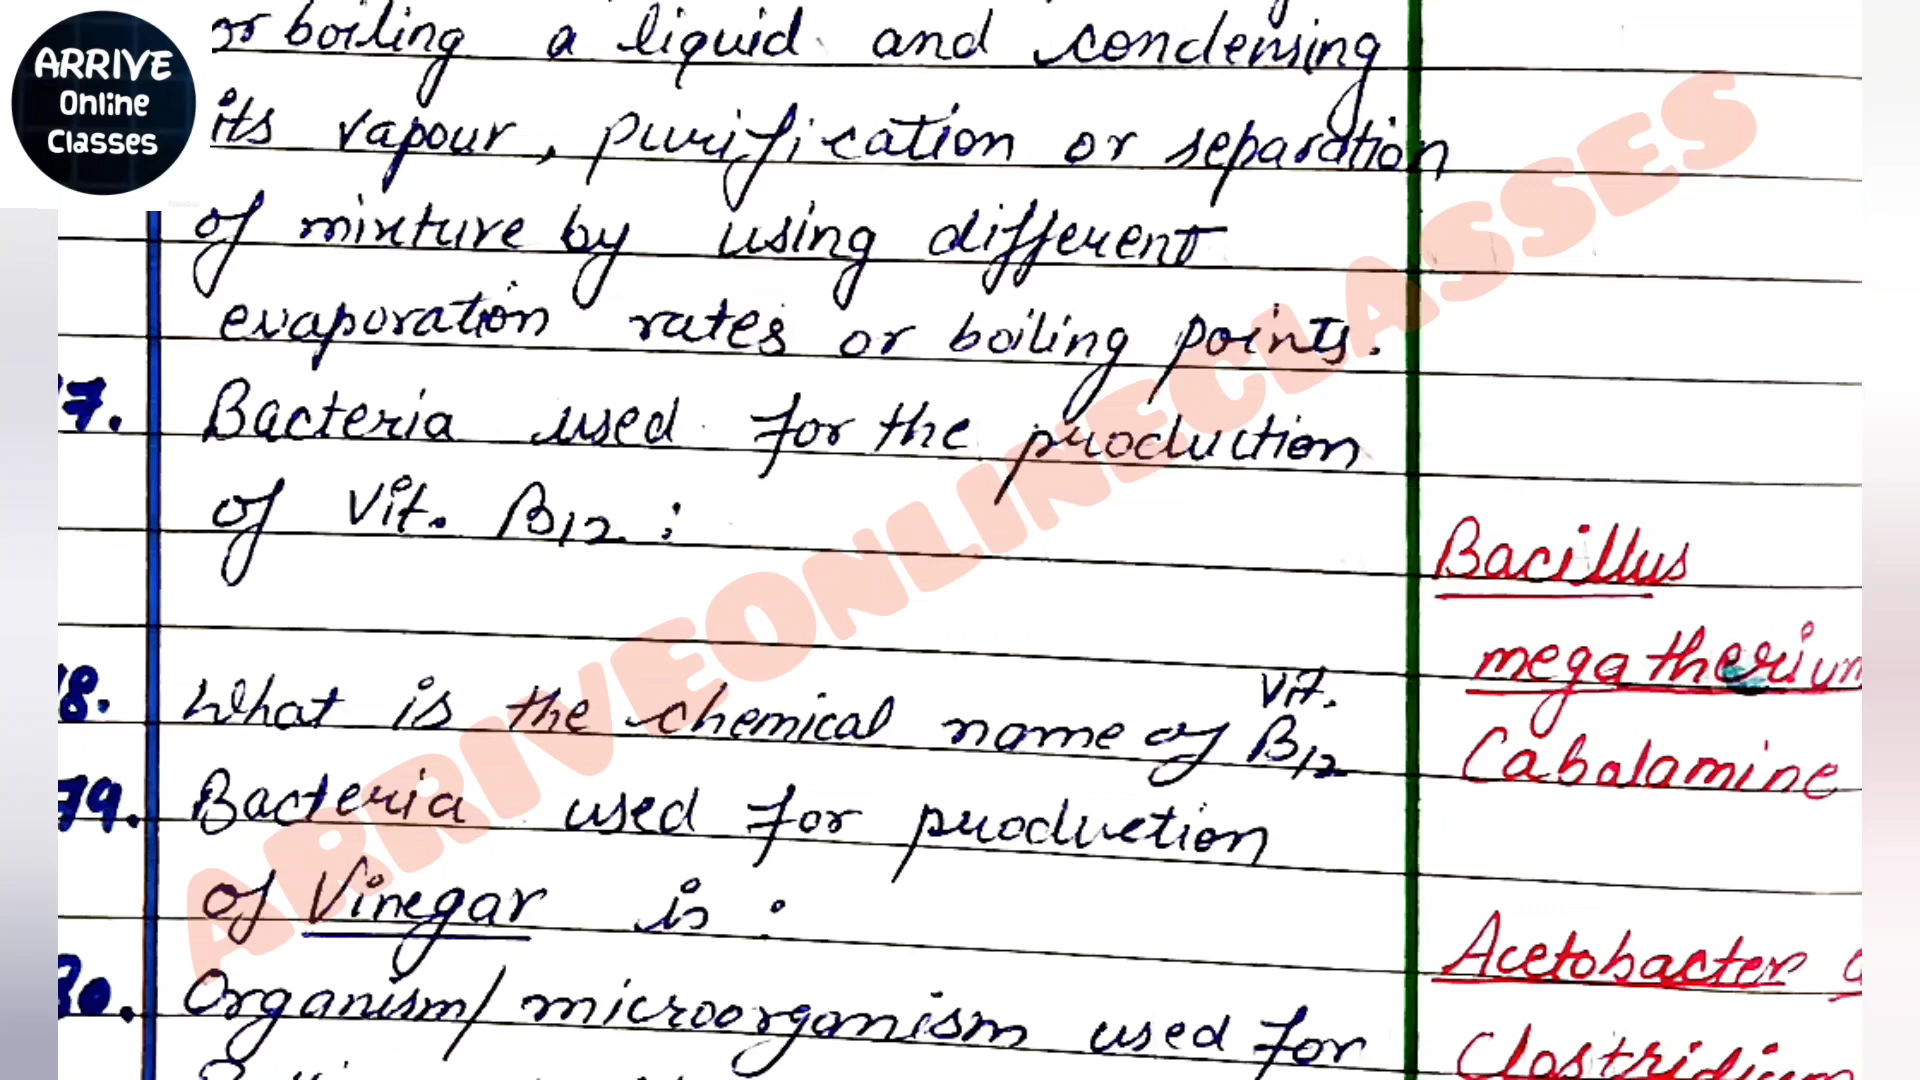 ARRIVE
Online
Classes
or boiling a liquid and condensing
its vapour, purification or separation
of mixture by using different
evaporation rates or boiling points.
7. Bacteria used for the production
of Vit. B12 :
Bacillus
megatherium
8. What is the chemical name of Vit. B12
Cabalamine
79. Bacteria used for production
of Vinegar is :
Acetobacter
80. Organism/microorganism used for
Clostridium
ARRIVEONLINECLASSES